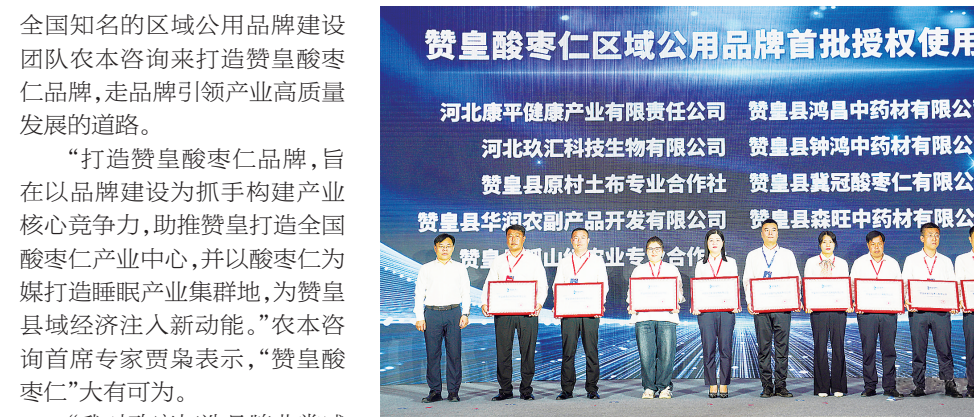 全国知名的区域公用品牌建设
团队农本咨询来打造赞皇酸枣
仁品牌,走品牌引领产业高质量
发展的道路。
“打造赞皇酸枣仁品牌,旨
在以品牌建设为抓手构建产业
核心竞争力,助推赞皇打造全国
酸枣仁产业中心,并以酸枣仁为
媒打造睡眠产业集群地,为赞皇
县域经济注入新动能。”农本咨
询首席专家贾枭表示,“赞皇酸
枣仁”大有可为。
赞皇酸枣仁区域公用品牌首批授权使用
河北康平健康产业有限责任公司 赞皇县鸿昌中药材有限公
河北玖汇科技生物有限公司 赞皇县钟鸿中药材有限公
赞皇县原村土布专业合作社 赞皇县冀冠酸枣仁有限公
赞皇县华润农副产品开发有限公司 赞皇县森旺中药材有限公